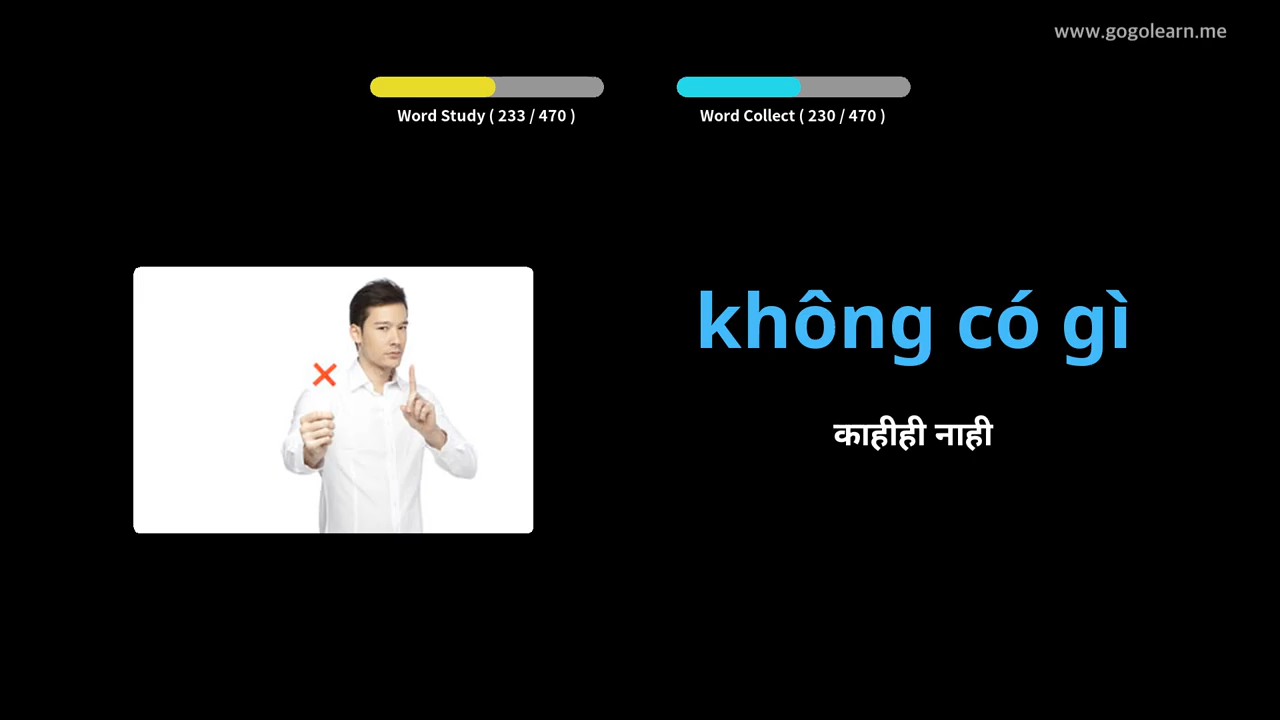 www.gogolearn.me
Word Study ( 233 / 470 )
Word Collect ( 230 / 470 )
không có gì
काहीही नाही